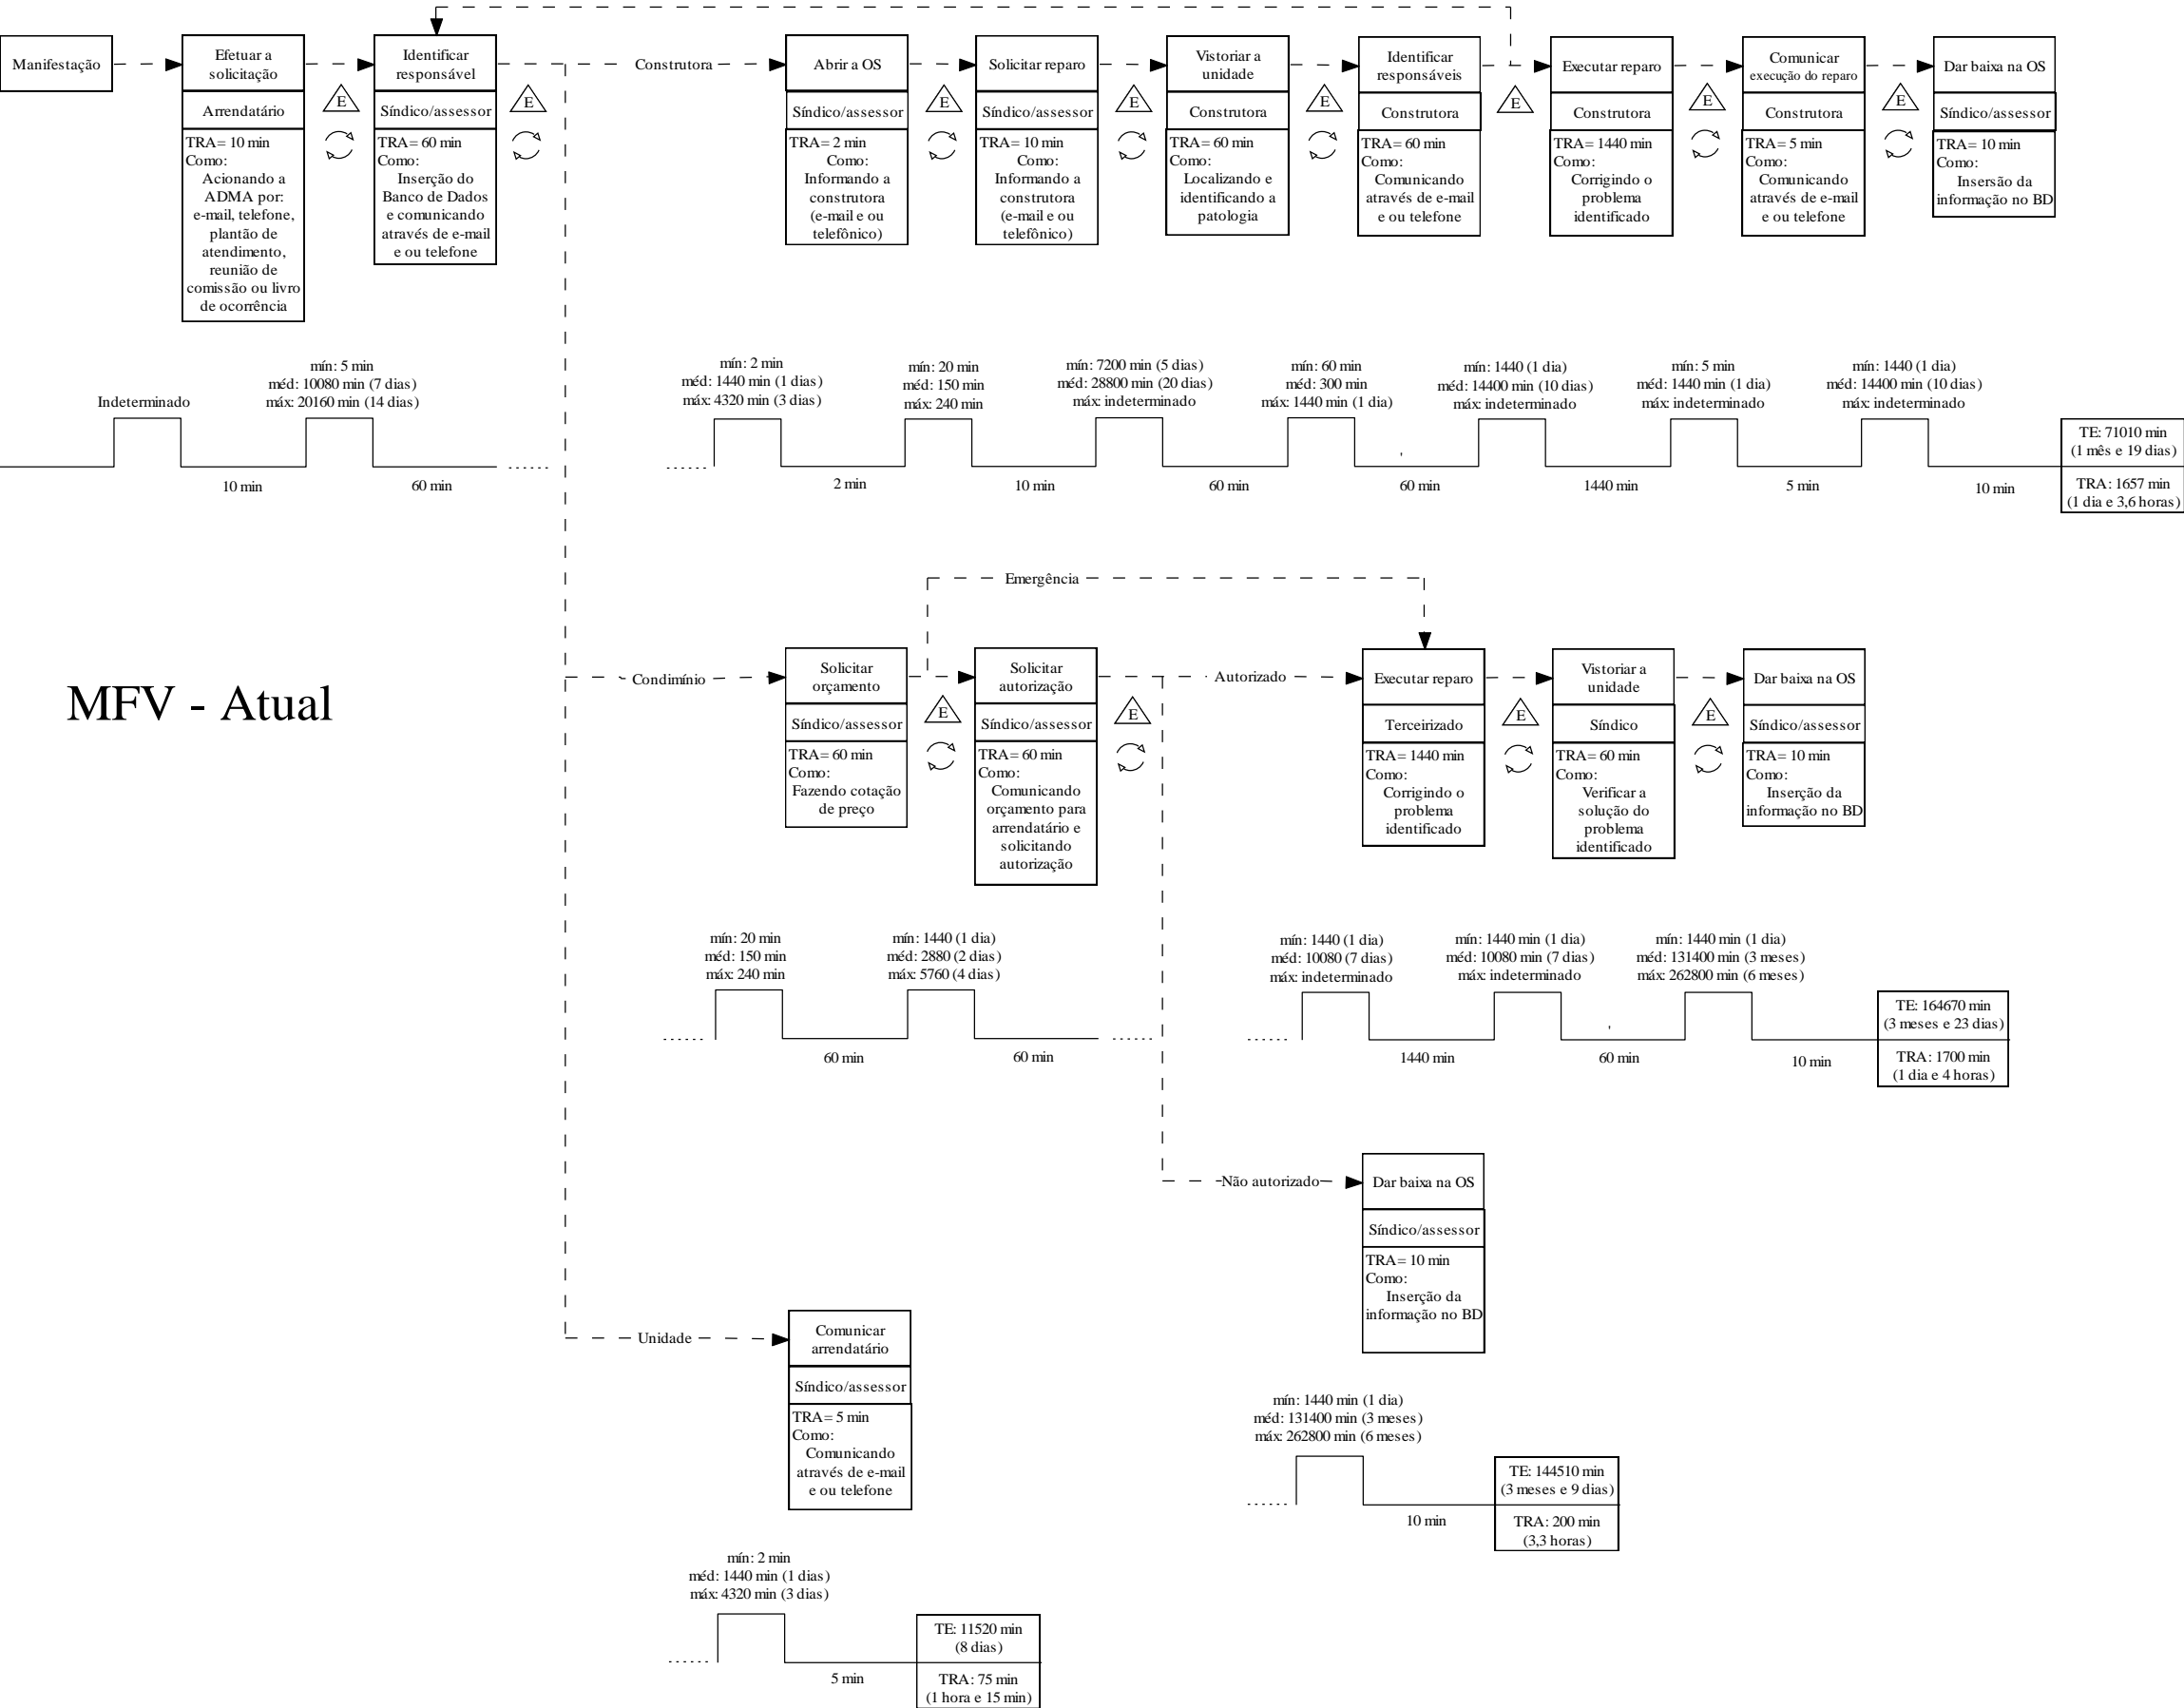 Manifestação
Efetuar a
solicitação
Arrendatário
TRA= 10 min
Como:
Acionando a
ADMA por:
e-mail, telefone,
plantão de
atendimento,
reunião de
comissão ou livro
de ocorrência
E
Identificar
responsável
Síndico/assessor
TRA= 60 min
Como:
Inserção do
Banco de Dados
e comunicando
através de e-mail
e ou telefone
E
Construtora
Abrir a OS
Síndico/assessor
TRA= 2 min
Como:
Informando a
construtora
(e-mail e ou
telefônico)
E
Solicitar reparo
Síndico/assessor
TRA= 10 min
Como:
Informando a
construtora
(e-mail e ou
telefônico)
E
Vistoriar a
unidade
Construtora
TRA= 60 min
Como:
Localizando e
identificando a
patologia
E
Identificar
responsáveis
Construtora
TRA= 60 min
Como:
Comunicando
através de e-mail
e ou telefone
E
Executar reparo
Construtora
TRA= 1440 min
Como:
Corrigindo o
problema
identificado
E
Comunicar
execução do reparo
Construtora
TRA= 5 min
Como:
Comunicando
através de e-mail
e ou telefone
E
Dar baixa na OS
Síndico/assessor
TRA= 10 min
Como:
Insersão da
informação no BD
Indeterminado
10 min
mín: 5 min
méd: 10080 min (7 dias)
máx: 20160 min (14 dias)
60 min
mín: 2 min
méd: 1440 min (1 dias)
máx: 4320 min (3 dias)
2 min
mín: 20 min
méd: 150 min
máx: 240 min
10 min
mín: 7200 min (5 dias)
méd: 28800 min (20 dias)
máx: indeterminado
60 min
mín: 60 min
méd: 300 min
máx: 1440 min (1 dia)
60 min
mín: 1440 (1 dia)
méd: 14400 min (10 dias)
máx: indeterminado
1440 min
mín: 5 min
méd: 1440 min (1 dia)
máx: indeterminado
5 min
mín: 1440 (1 dia)
méd: 14400 min (10 dias)
máx: indeterminado
10 min
TE: 71010 min
(1 mês e 19 dias)
TRA: 1657 min
(1 dia e 3,6 horas)
MFV - Atual
Emergência
Condimínio
Solicitar
orçamento
Síndico/assessor
TRA= 60 min
Como:
Fazendo cotação
de preço
E
Solicitar
autorização
Síndico/assessor
TRA= 60 min
Como:
Comunicando
orçamento para
arrendatário e
solicitando
autorização
E
Autorizado
Executar reparo
Terceirizado
TRA= 1440 min
Como:
Corrigindo o
problema
identificado
E
Vistoriar a
unidade
Síndico
TRA= 60 min
Como:
Verificar a
solução do
problema
identificado
E
Dar baixa na OS
Síndico/assessor
TRA= 10 min
Como:
Inserção da
informação no BD
mín: 20 min
méd: 150 min
máx: 240 min
60 min
mín: 1440 (1 dia)
méd: 2880 (2 dias)
máx: 5760 (4 dias)
60 min
mín: 1440 (1 dia)
méd: 10080 (7 dias)
máx: indeterminado
1440 min
mín: 1440 min (1 dia)
méd: 10080 min (7 dias)
máx: indeterminado
60 min
mín: 1440 min (1 dia)
méd: 131400 min (3 meses)
máx: 262800 min (6 meses)
10 min
TE: 164670 min
(3 meses e 23 dias)
TRA: 1700 min
(1 dia e 4 horas)
Não autorizado
Dar baixa na OS
Síndico/assessor
TRA= 10 min
Como:
Inserção da
informação no BD
mín: 1440 min (1 dia)
méd: 131400 min (3 meses)
máx: 262800 min (6 meses)
10 min
TE: 144510 min
(3 meses e 9 dias)
TRA: 200 min
(3,3 horas)
Unidade
Comunicar
arrendatário
Síndico/assessor
TRA= 5 min
Como:
Comunicando
através de e-mail
e ou telefone
mín: 2 min
méd: 1440 min (1 dias)
máx: 4320 min (3 dias)
5 min
TE: 11520 min
(8 dias)
TRA: 75 min
(1 hora e 15 min)